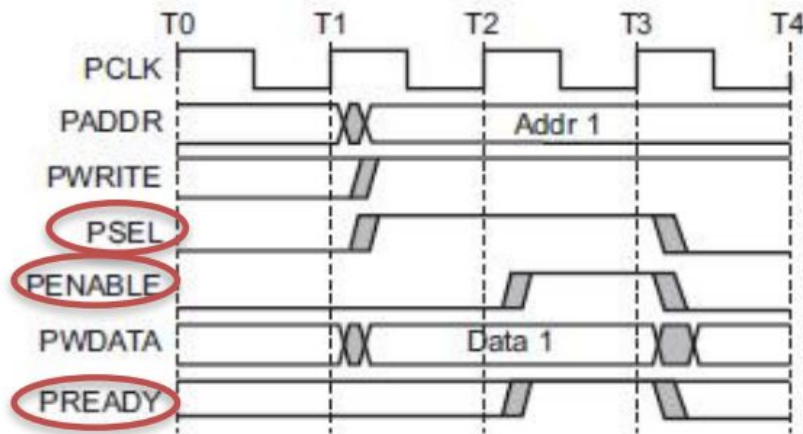 T0 T1 T2 T3 T4
PCLK
PADDR Addr 1
PWRITE
PSEL
PENABLE
PWDATA Data 1
PREADY